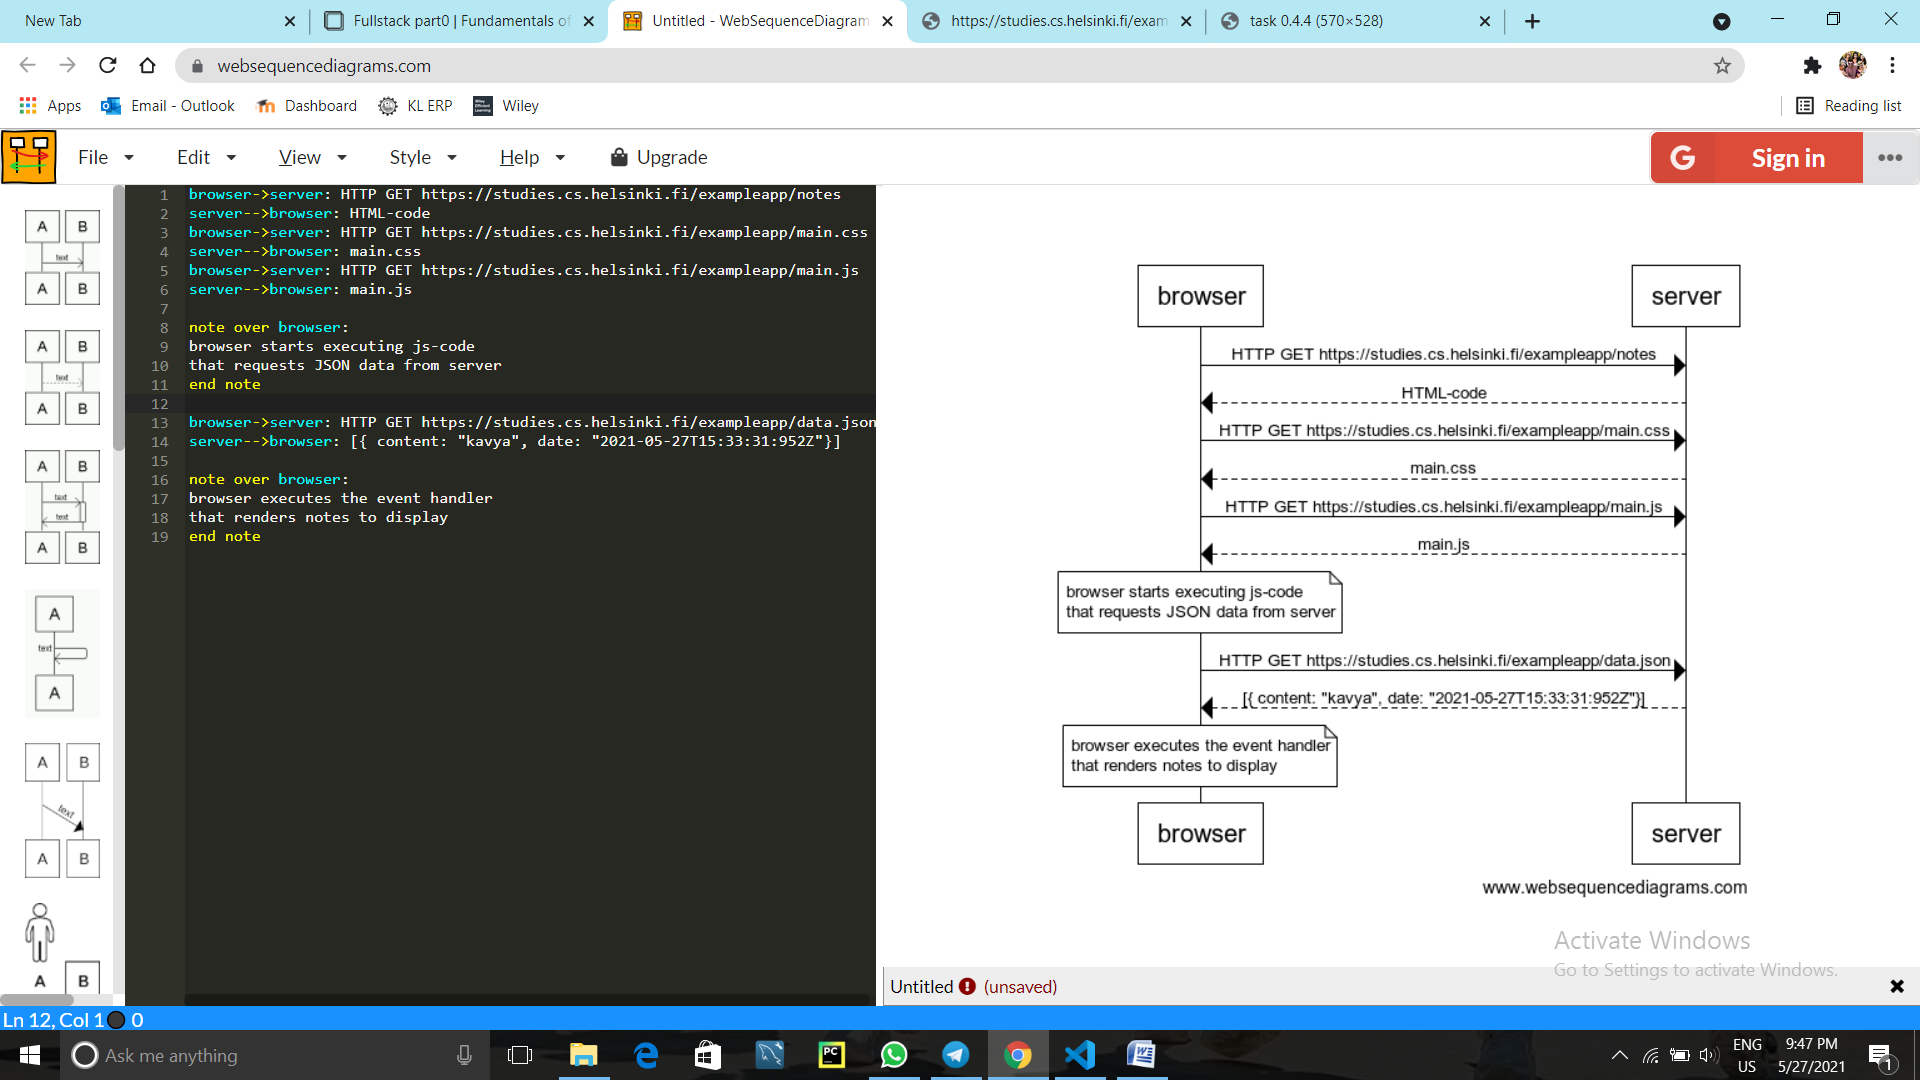 New Tab
Fullstack part0 | Fundamentals of
Untitled - WebSequenceDiagram
https://studies.cs.helsinki.fi/exam
task 0.4.4 (570×528)
websequencediagrams.com
Apps
Email - Outlook
Dashboard
KL ERP
Wiley
Reading list
File
Edit
View
Style
Help
Upgrade
G Sign in
A B
text
A B
A B
text
A B
A B
text
text
A B
A
text
A
A B
text
A B
A B
1 browser->server: HTTP GET https://studies.cs.helsinki.fi/exampleapp/notes
2 server-->browser: HTML-code
3 browser->server: HTTP GET https://studies.cs.helsinki.fi/exampleapp/main.css
4 server-->browser: main.css
5 browser->server: HTTP GET https://studies.cs.helsinki.fi/exampleapp/main.js
6 server-->browser: main.js
7
8 note over browser:
9 browser starts executing js-code
10 that requests JSON data from server
11 end note
12
13 browser->server: HTTP GET https://studies.cs.helsinki.fi/exampleapp/data.json
14 server-->browser: [{ content: "kavya", date: "2021-05-27T15:33:31:952Z"}]
15
16 note over browser:
17 browser executes the event handler
18 that renders notes to display
19 end note
browser server
HTTP GET https://studies.cs.helsinki.fi/exampleapp/notes
HTML-code
HTTP GET https://studies.cs.helsinki.fi/exampleapp/main.css
main.css
HTTP GET https://studies.cs.helsinki.fi/exampleapp/main.js
main.js
browser starts executing js-code
that requests JSON data from server
HTTP GET https://studies.cs.helsinki.fi/exampleapp/data.json
[{ content: "kavya", date: "2021-05-27T15:33:31:952Z"}]
browser executes the event handler
that renders notes to display
browser server
www.websequencediagrams.com
Activate Windows
Go to Settings to activate Windows.
Untitled (unsaved)
Ln 12, Col 1 0
Ask me anything
PC
ENG
US
9:47 PM
5/27/2021
1